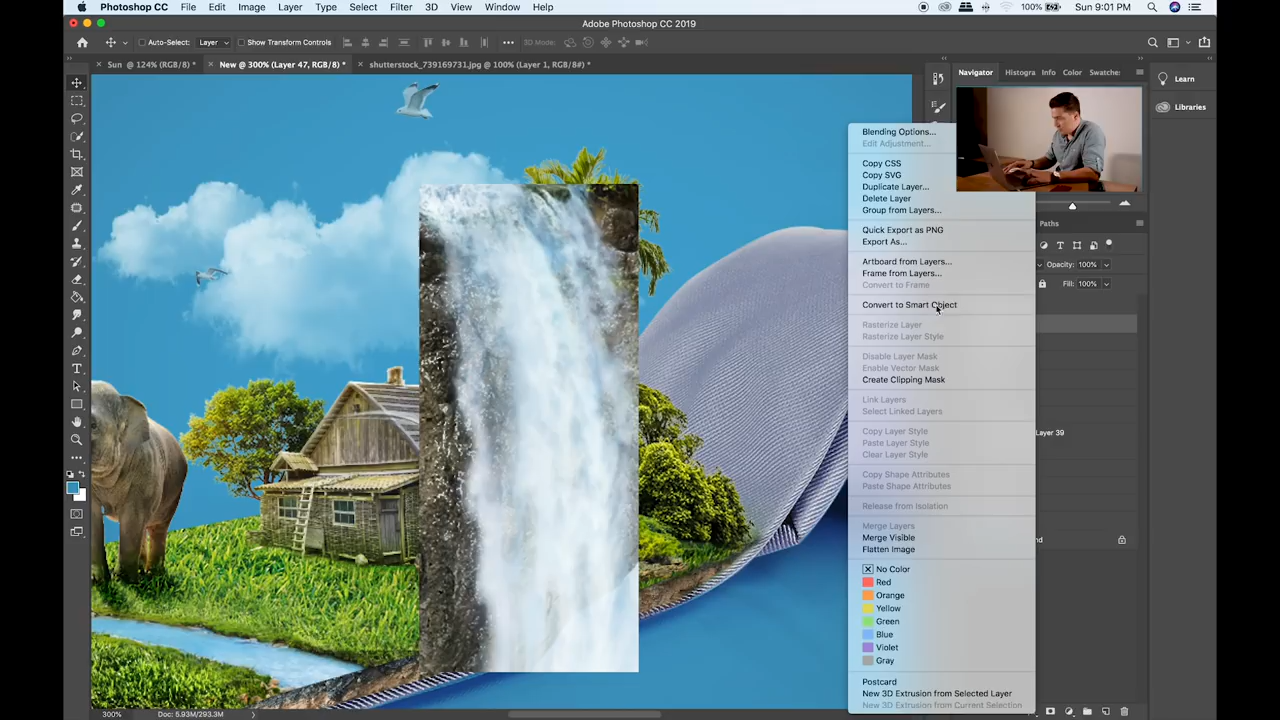 Photoshop CC File Edit Image Layer Type Select Filter 3D View Window Help 100% Sun 9:01 PM
Adobe Photoshop CC 2019
Auto-Select: Layer Show Transform Controls 3D Mode:
Sun @ 124% (RGB/8) * New @ 300% (Layer 47, RGB/8) * shutterstock_739169731.jpg @ 100% (Layer 1, RGB/8#) *
Navigator Histogra Info Color Swatche:
Learn
Libraries
Blending Options...
Edit Adjustment...
Copy CSS
Copy SVG
Duplicate Layer...
Delete Layer
Group from Layers...
Quick Export as PNG
Export As...
Artboard from Layers...
Frame from Layers...
Convert to Frame
Convert to Smart Object
Rasterize Layer
Rasterize Layer Style
Disable Layer Mask
Enable Vector Mask
Create Clipping Mask
Link Layers
Select Linked Layers
Copy Layer Style
Paste Layer Style
Clear Layer Style
Copy Shape Attributes
Paste Shape Attributes
Release from Isolation
Merge Layers
Merge Visible
Flatten Image
No Color
Red
Orange
Yellow
Green
Blue
Violet
Gray
Postcard
New 3D Extrusion from Selected Layer
New 3D Extrusion from Current Selection
Paths
Opacity: 100%
Fill: 100%
Layer 39
nd
300% Doc: 5.93M/293.3M